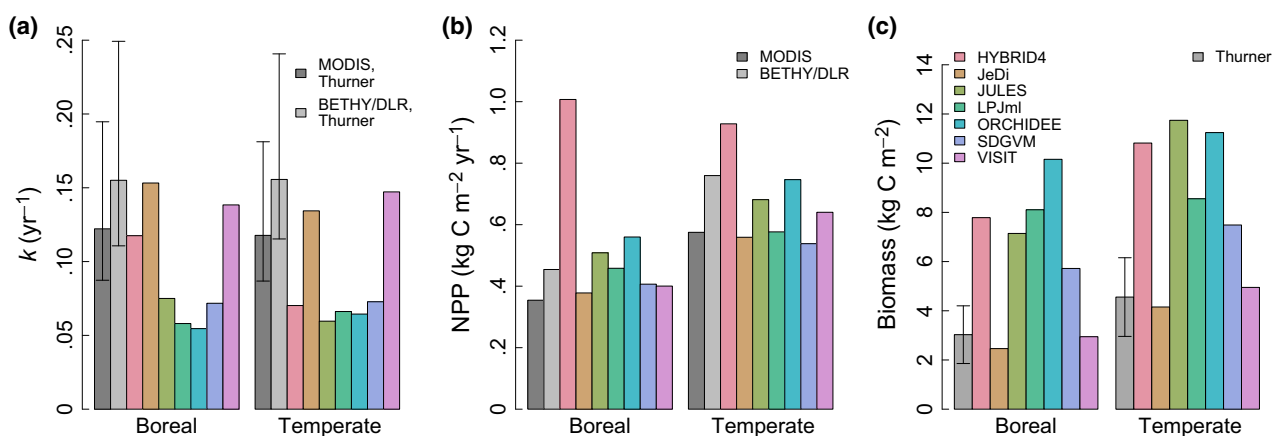 (a)
k (yr⁻¹)
.25
.20
.15
.10
.05
0
MODIS,
Thurner
BETHY/DLR,
Thurner
Boreal
Temperate
(b)
NPP (kg C m⁻² yr⁻¹)
1.2
1.0
.8
.6
.4
.2
0
MODIS
BETHY/DLR
Boreal
Temperate
(c)
Biomass (kg C m⁻²)
14
12
10
8
6
4
2
0
HYBRID4
JeDi
JULES
LPJml
ORCHIDEE
SDGVM
VISIT
Thurner
Boreal
Temperate